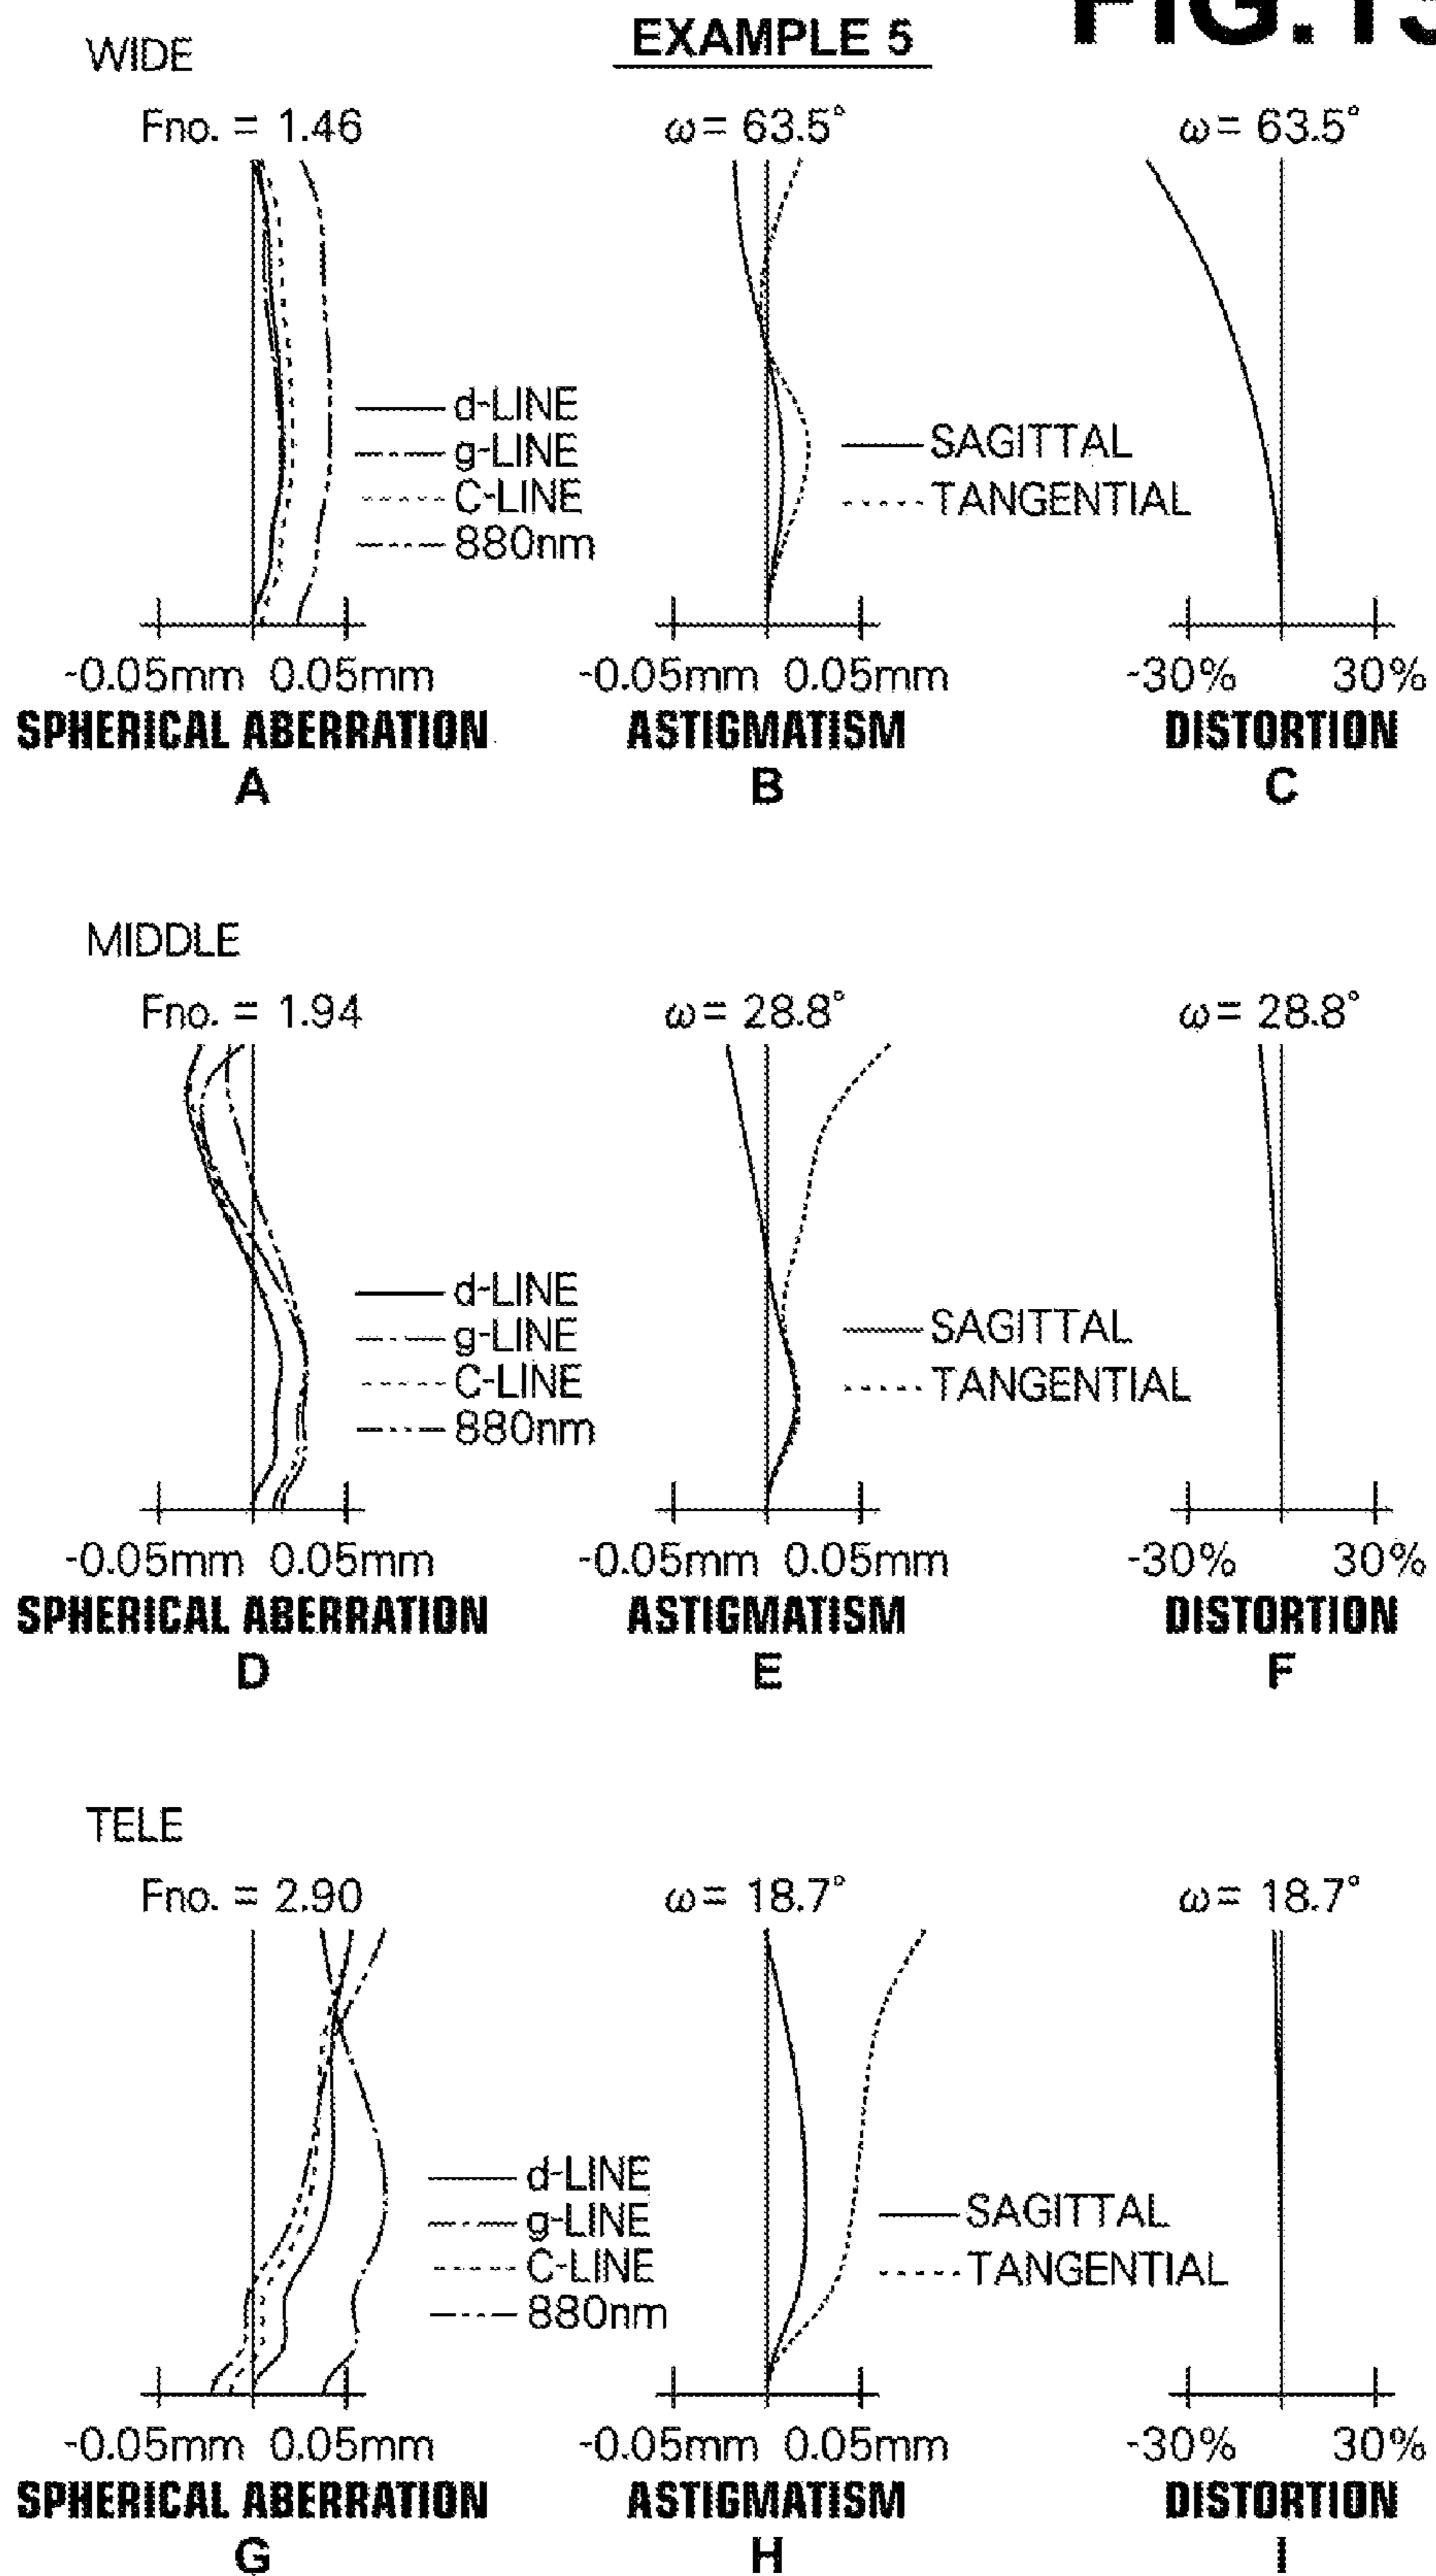 FIG.13
EXAMPLE 5
WIDE
Fno. = 1.46
ω= 63.5°
ω= 63.5°
d-LINE
g-LINE
C-LINE
880nm
SAGITTAL
TANGENTIAL
-0.05mm 0.05mm
-0.05mm 0.05mm
-30% 30%
SPHERICAL ABERRATION
ASTIGMATISM
DISTORTION
A
B
C
MIDDLE
Fno. = 1.94
ω= 28.8°
ω= 28.8°
d-LINE
g-LINE
C-LINE
880nm
SAGITTAL
TANGENTIAL
-0.05mm 0.05mm
-0.05mm 0.05mm
-30% 30%
SPHERICAL ABERRATION
ASTIGMATISM
DISTORTION
D
E
F
TELE
Fno. = 2.90
ω= 18.7°
ω= 18.7°
d-LINE
g-LINE
C-LINE
880nm
SAGITTAL
TANGENTIAL
-0.05mm 0.05mm
-0.05mm 0.05mm
-30% 30%
SPHERICAL ABERRATION
ASTIGMATISM
DISTORTION
G
H
I